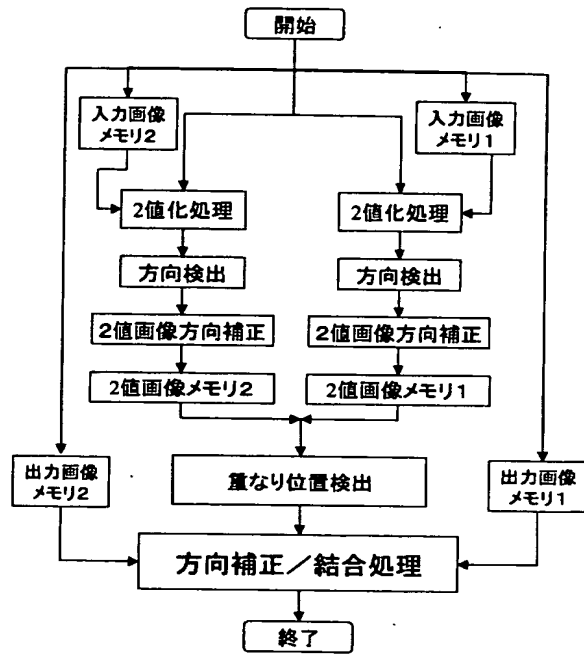 開始
入力画像
メモリ2
入力画像
メモリ1
2値化処理
2値化処理
方向検出
方向検出
2値画像方向補正
2値画像方向補正
2値画像メモリ2
2値画像メモリ1
出力画像
メモリ2
重なり位置検出
出力画像
メモリ1
方向補正／結合処理
終了